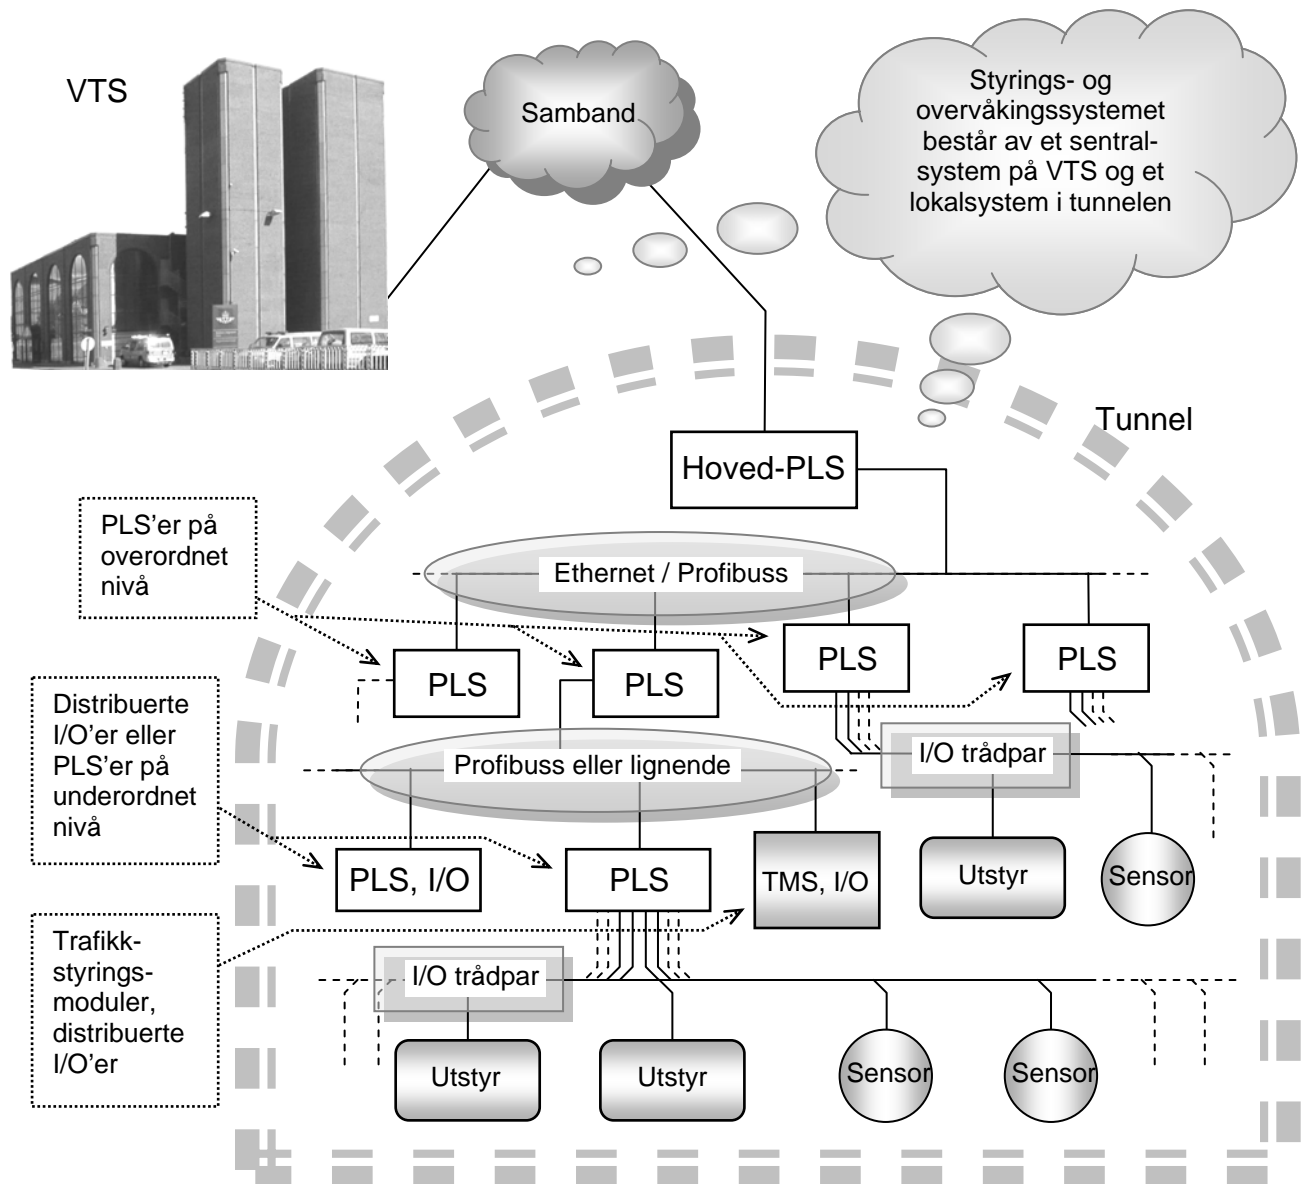 VTS
Samband
Styrings- og
overvåkingssystemet
består av et sentral-
system på VTS og et
lokalsystem i tunnelen
Tunnel
Hoved-PLS
PLS'er på
overordnet
nivå
Ethernet / Profibuss
PLS
PLS
PLS
PLS
Distribuerte
I/O'er eller
PLS'er på
underordnet
nivå
I/O trådpar
Profibuss eller lignende
PLS, I/O
PLS
TMS, I/O
Utstyr
Sensor
Trafikk-
styrings-
moduler,
distribuerte
I/O'er
I/O trådpar
Utstyr
Utstyr
Sensor
Sensor